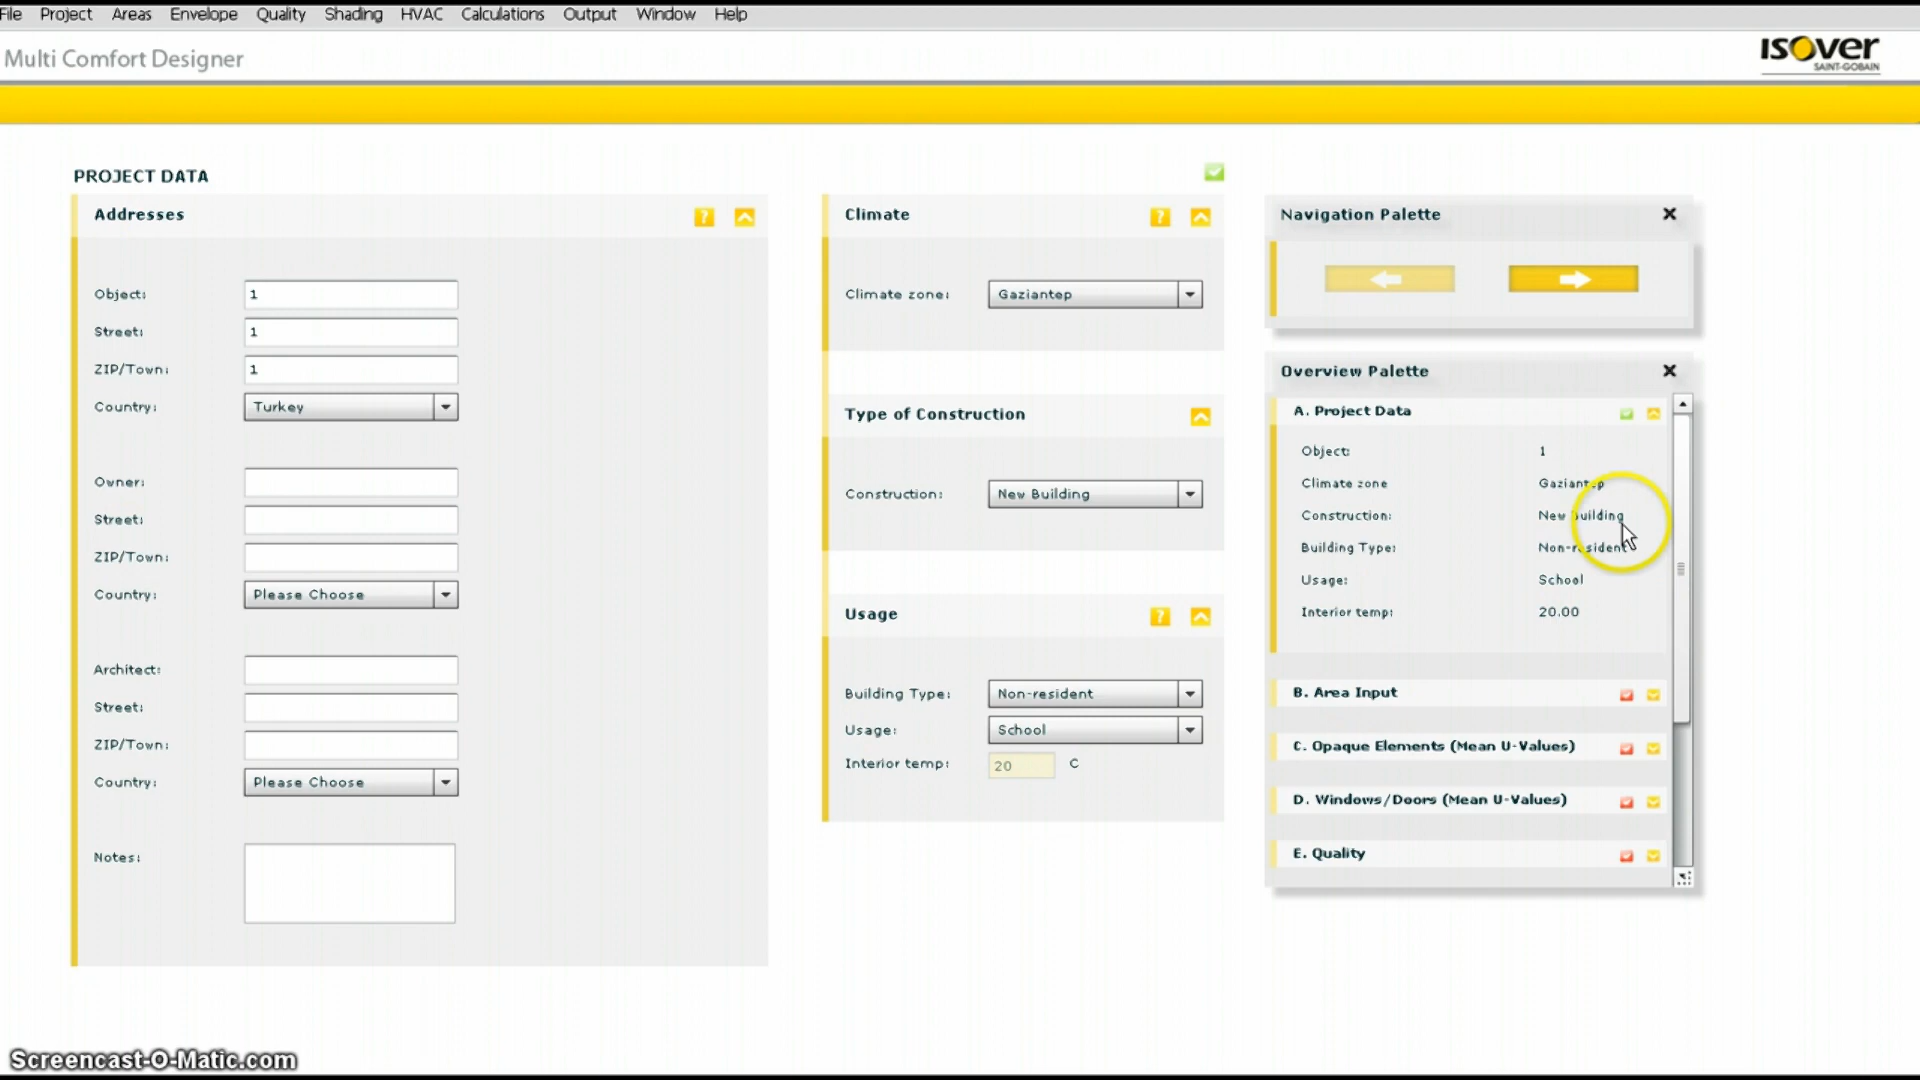 File Project Areas Envelope Quality Shading HVAC Calculations Output Window Help
Multi Comfort Designer
ISOVER
SAINT-GOBAIN
PROJECT DATA
Addresses
?
Object: 1
Street: 1
ZIP/Town: 1
Country: Turkey
Owner:
Street:
ZIP/Town:
Country: Please Choose
Architect:
Street:
ZIP/Town:
Country: Please Choose
Notes:
Climate
?
Climate zone: Gaziantep
Type of Construction
Construction: New Building
Usage
?
Building Type: Non-resident
Usage: School
Interior temp: 20 C
Navigation Palette
Overview Palette
A. Project Data
Object: 1
Climate zone Gaziantep
Construction: New Building
Building Type: Non-resident
Usage: School
Interior temp: 20.00
B. Area Input
C. Opaque Elements (Mean U-Values)
D. Windows/Doors (Mean U-Values)
E. Quality
Screencast-O-Matic.com